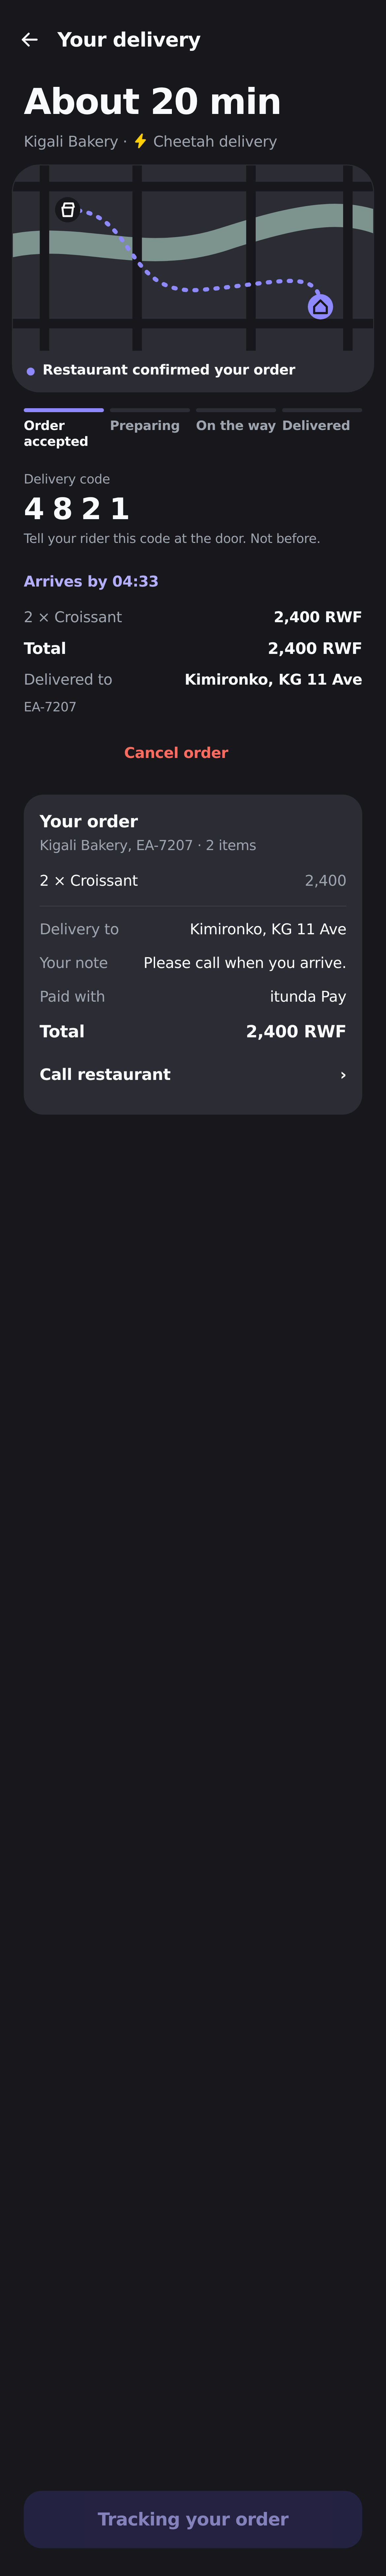 Your delivery
About 20 min
Kigali Bakery · Cheetah delivery
Restaurant confirmed your order
Order accepted
Preparing
On the way
Delivered
Delivery code
4821
Tell your rider this code at the door. Not before.
Arrives by 04:33
2 × Croissant 2,400 RWF
Total 2,400 RWF
Delivered to Kimironko, KG 11 Ave
EA-7207
Cancel order
Your order
Kigali Bakery, EA-7207 · 2 items
2 × Croissant 2,400
Delivery to Kimironko, KG 11 Ave
Your note Please call when you arrive.
Paid with itunda Pay
Total 2,400 RWF
Call restaurant ›
Tracking your order